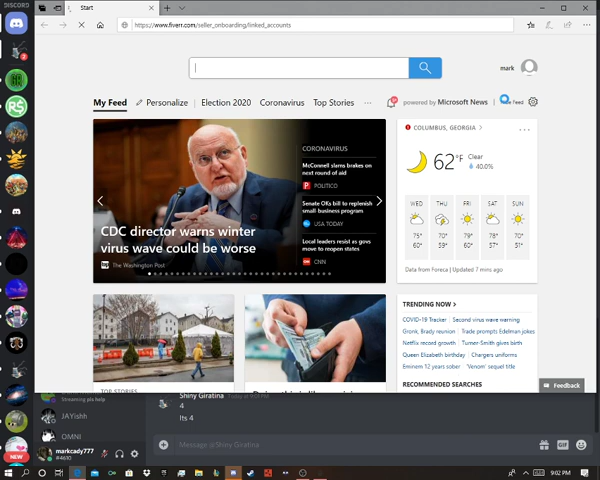 DISCORD
Start
https://www.fiverr.com/seller_onboarding/linked_accounts
mark
My Feed
Personalize
Election 2020
Coronavirus
Top Stories
...
powered by Microsoft News
Feed
CDC director warns winter
virus wave could be worse
The Washington Post
CORONAVIRUS
McConnell slams brakes on
next round of aid
POLITICO
Senate OKs bill to replenish
small-business program
USA TODAY
Local leaders resist as govs
move to reopen states
CNN
COLUMBUS, GEORGIA
62°F
Clear
40.0%
WED THU FRI SAT SUN
75° 70° 79° 78° 70°
60° 59° 60° 57° 51°
Data from Foreca | Updated 7 mins ago
TRENDING NOW
COVID-19 Tracker
Second virus wave warning
Gronk, Brady reunion
Trade prompts Edelman jokes
Netflix record growth
Turner-Smith gives birth
Queen Elizabeth birthday
Chargers uniforms
Eminem 12 years sober
'Venom' sequel title
RECOMMENDED SEARCHES
Feedback
TOP STORIES
Streaming pls help
JAYishh
OMNI
markcady777
#4610
NEW
Shiny Giratina
4
Its 4
Message @Shiny Giratina
GIF
9:02 PM